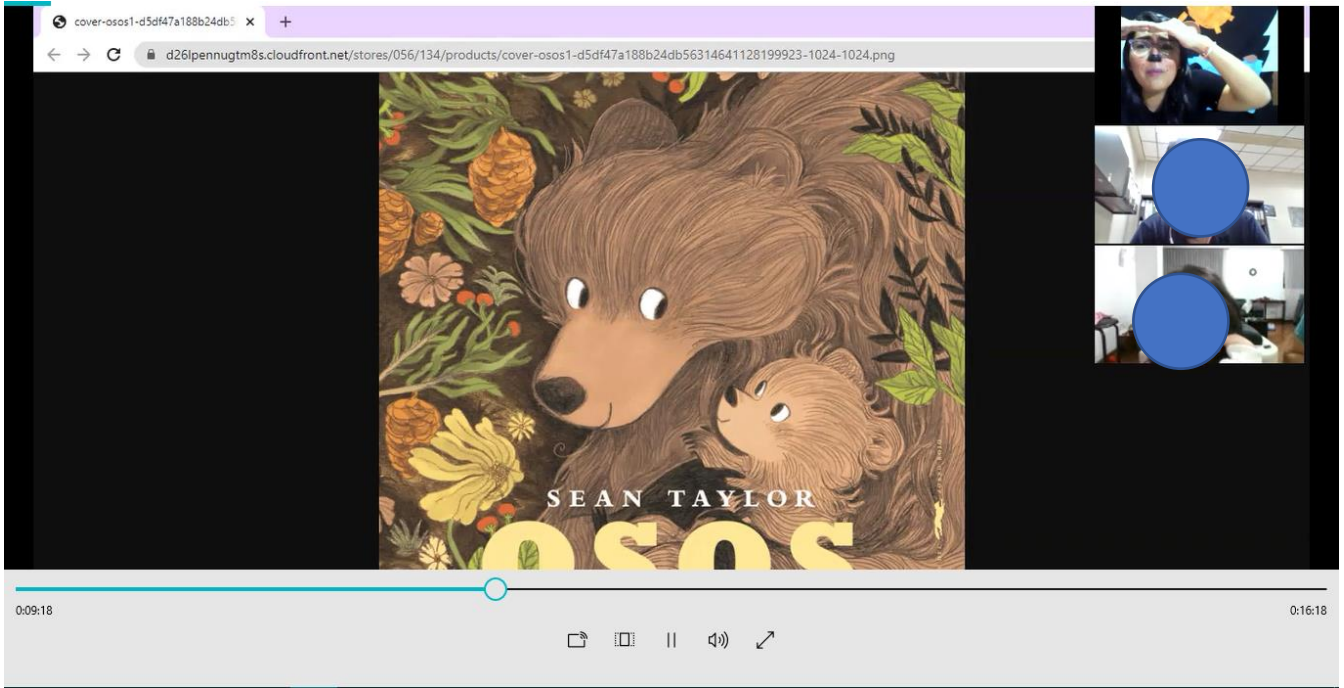 cover-osos1-d5df47a188b24db5
d26lpennugtm8s.cloudfront.net/stores/056/134/products/cover-osos1-d5df47a188b24db56314641128199923-1024-1024.png
SEAN TAYLOR
OSOS
0:09:18
0:16:18